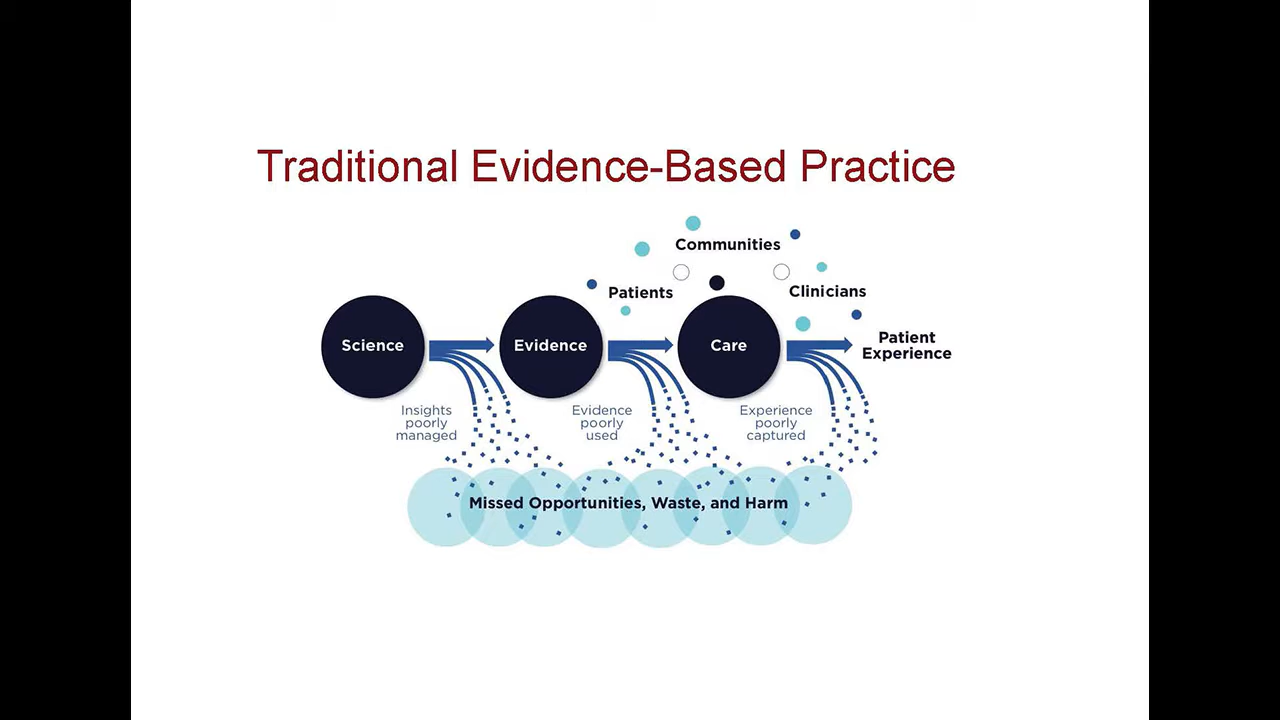 Traditional Evidence-Based Practice
Communities
Patients
Clinicians
Science
Evidence
Care
Patient
Experience
Insights
poorly
managed
Evidence
poorly
used
Experience
poorly
captured
Missed Opportunities, Waste, and Harm